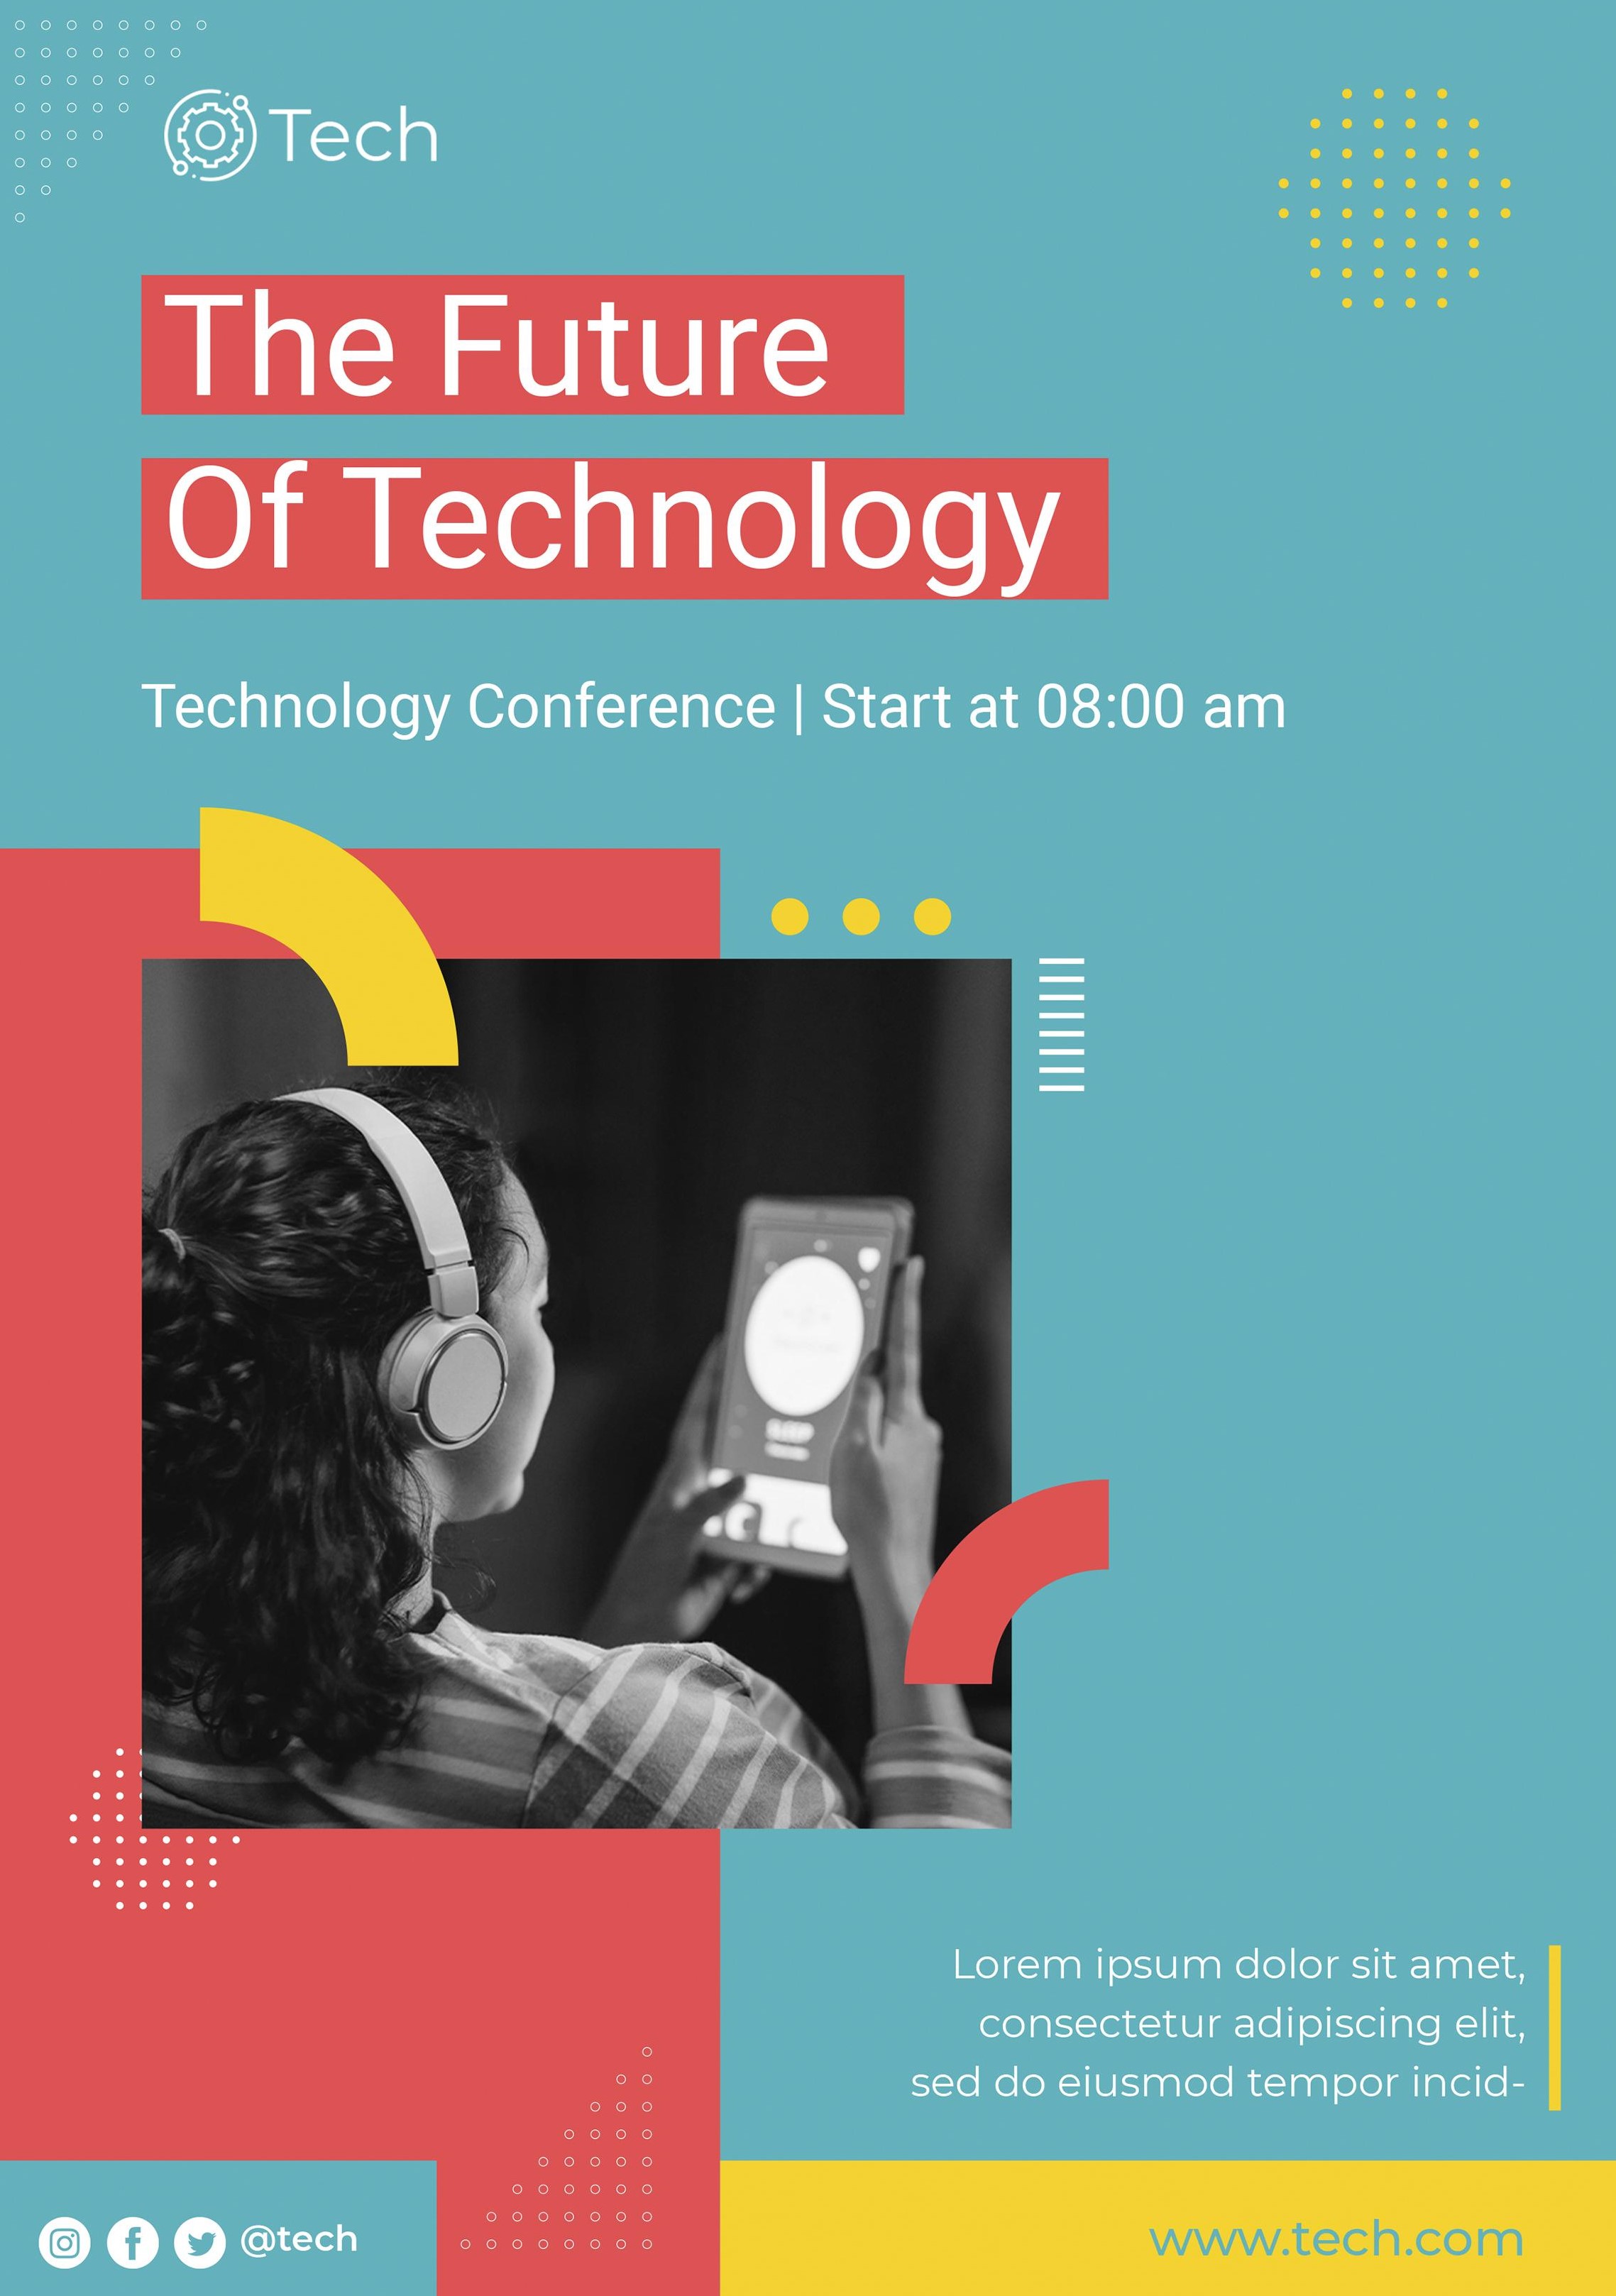 Tech
The Future
Of Technology
Technology Conference | Start at 08:00 am
Lorem ipsum dolor sit amet,
consectetur adipiscing elit,
sed do eiusmod tempor incid-
@tech
www.tech.com